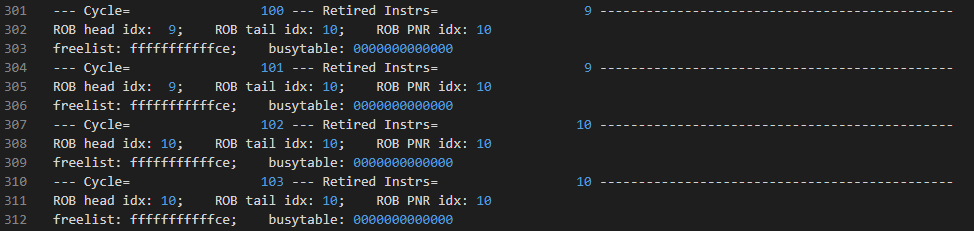 301 --- Cycle=                 100 --- Retired Instrs=                   9 ----------------------------------------------
302 ROB head idx:  9;    ROB tail idx: 10;    ROB PNR idx: 10
303 freelist: fffffffffffce;    busytable: 0000000000000
304 --- Cycle=                 101 --- Retired Instrs=                   9 ----------------------------------------------
305 ROB head idx:  9;    ROB tail idx: 10;    ROB PNR idx: 10
306 freelist: fffffffffffce;    busytable: 0000000000000
307 --- Cycle=                 102 --- Retired Instrs=                  10 ----------------------------------------------
308 ROB head idx: 10;    ROB tail idx: 10;    ROB PNR idx: 10
309 freelist: fffffffffffce;    busytable: 0000000000000
310 --- Cycle=                 103 --- Retired Instrs=                  10 ----------------------------------------------
311 ROB head idx: 10;    ROB tail idx: 10;    ROB PNR idx: 10
312 freelist: fffffffffffce;    busytable: 0000000000000